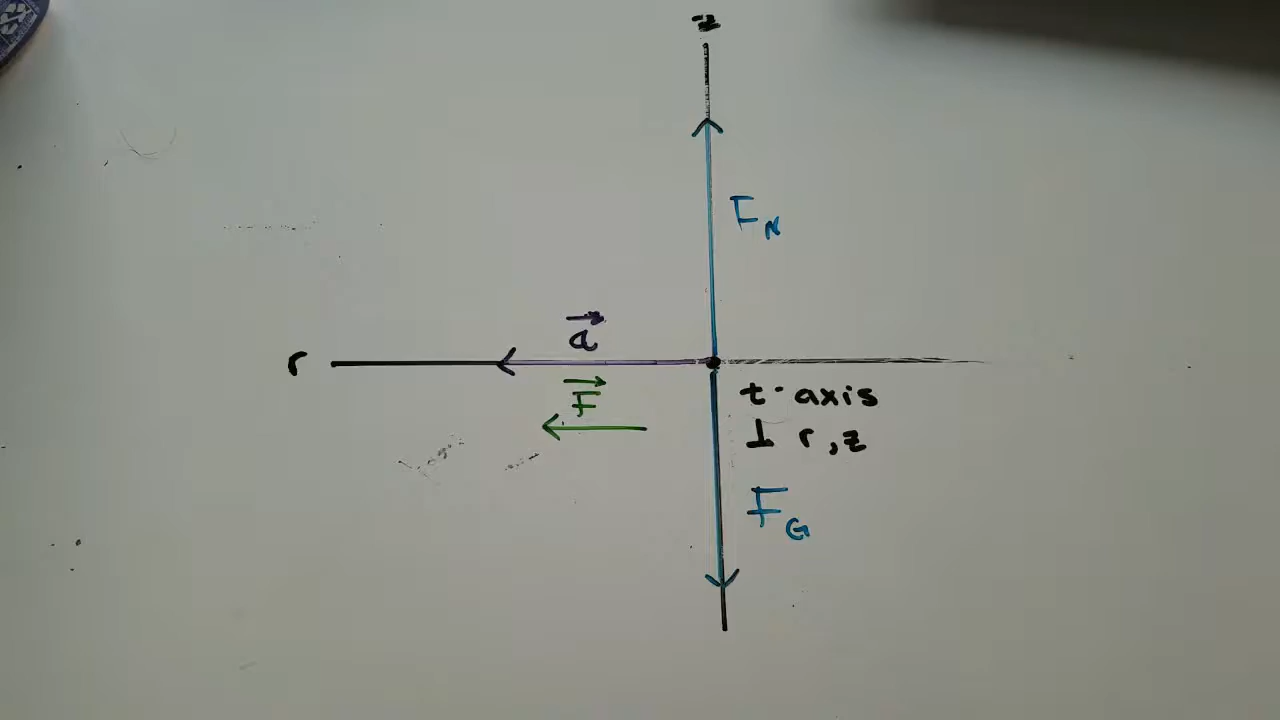 z
F_N
a⃗
r
F⃗
t-axis
⊥ r,z
F_G